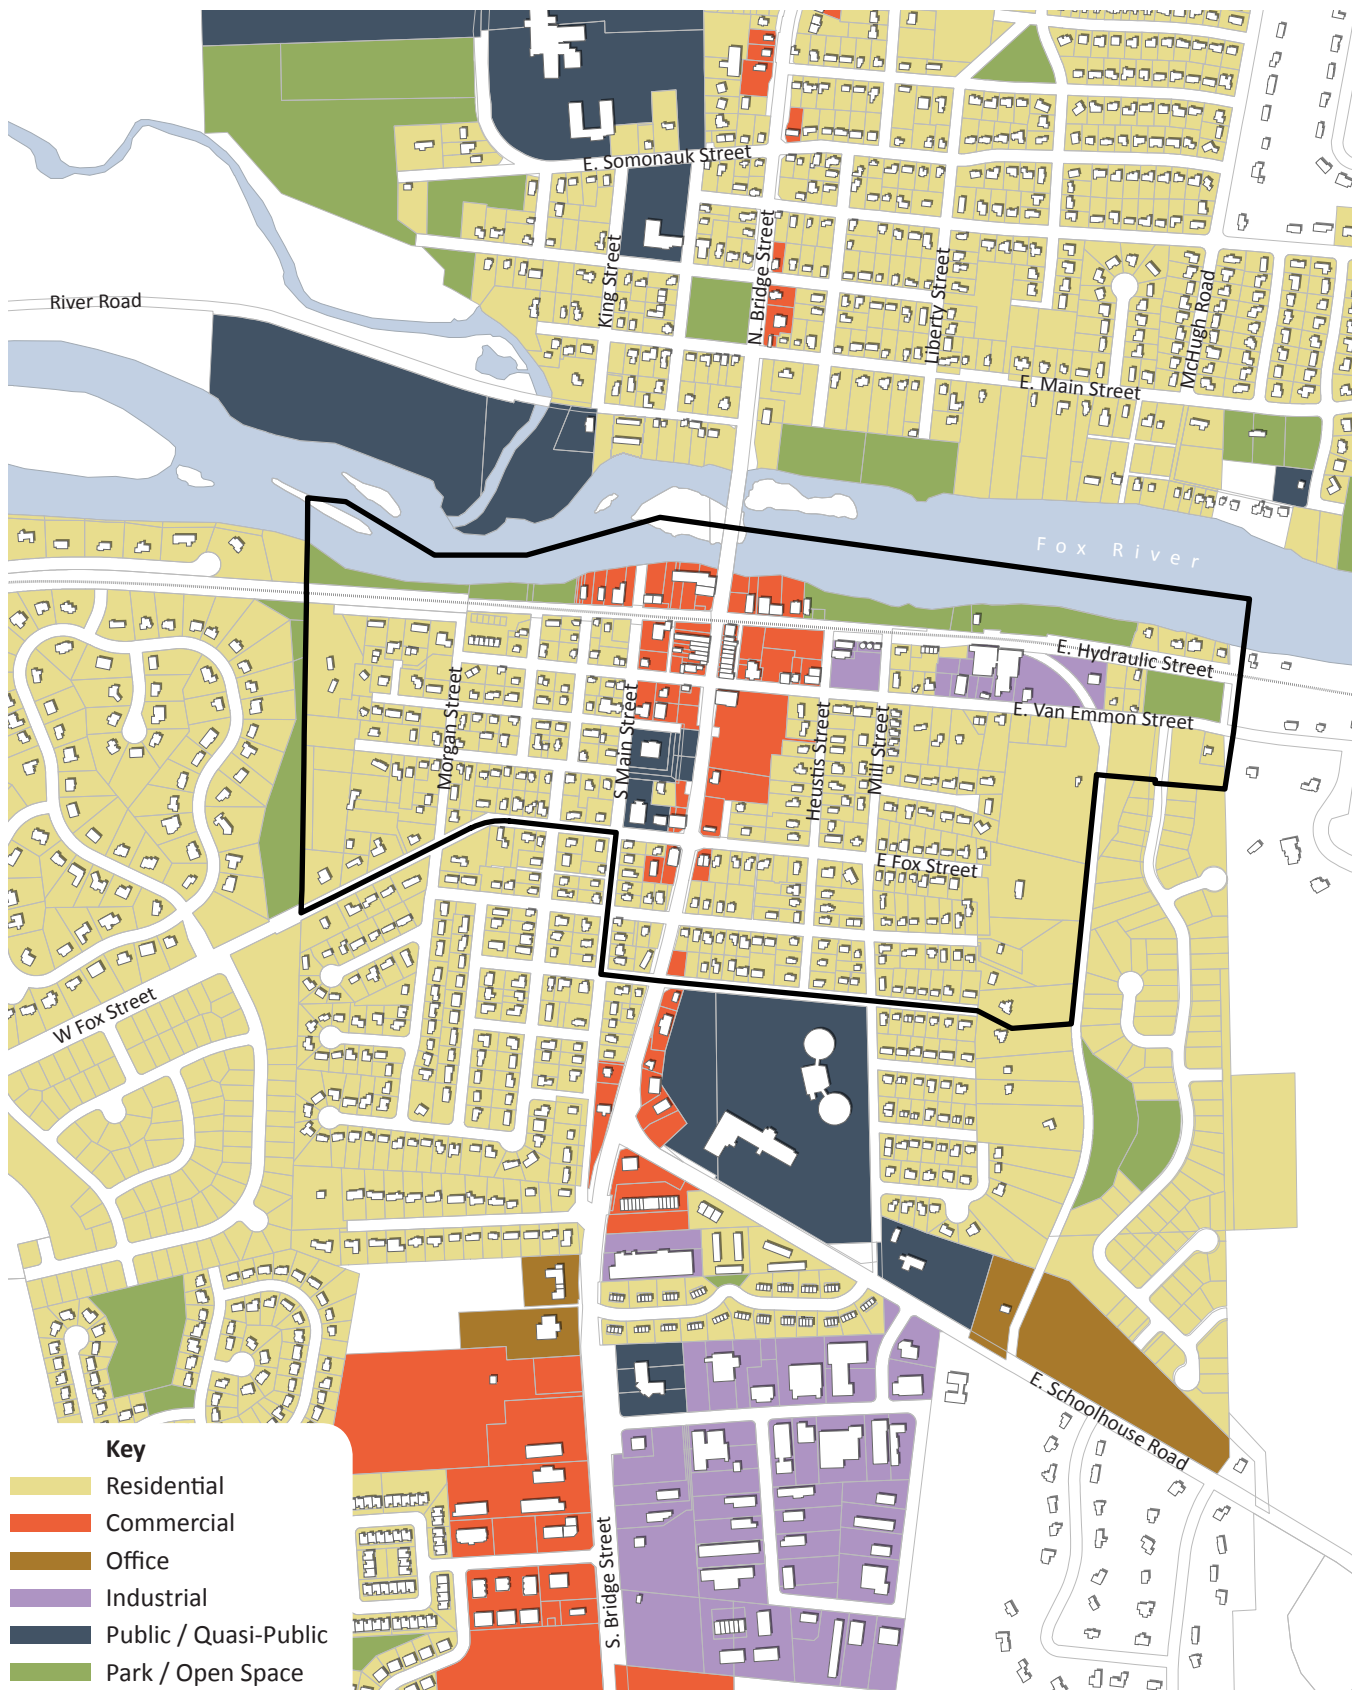 E. Somonauk Street
N. Bridge Street
King Street
Liberty Street
McHugh Road
River Road
E. Main Street
Fox River
E. Hydraulic Street
E. Van Emmon Street
Morgan Street
S. Main Street
Heustis Street
Mill Street
E Fox Street
W Fox Street
E. Schoolhouse Road
S. Bridge Street
Key
Residential
Commercial
Office
Industrial
Public / Quasi-Public
Park / Open Space